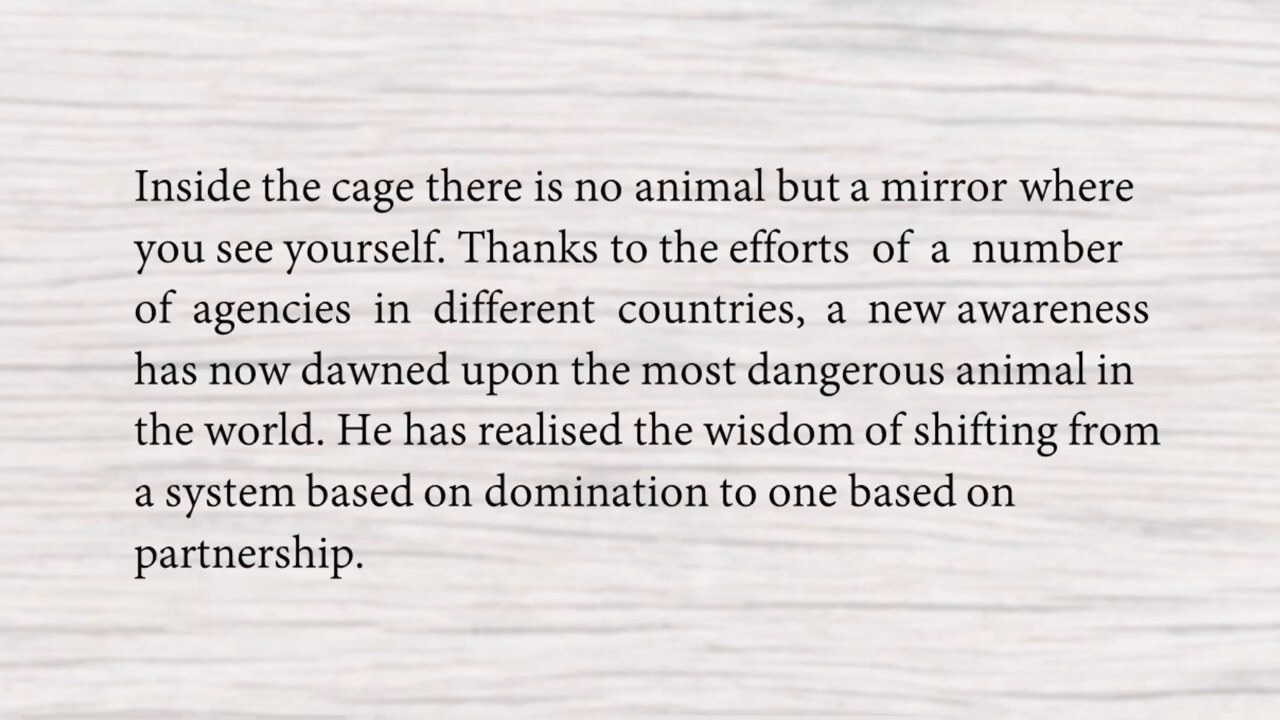 Inside the cage there is no animal but a mirror where
you see yourself. Thanks to the efforts of a number
of agencies in different countries, a new awareness
has now dawned upon the most dangerous animal in
the world. He has realised the wisdom of shifting from
a system based on domination to one based on
partnership.